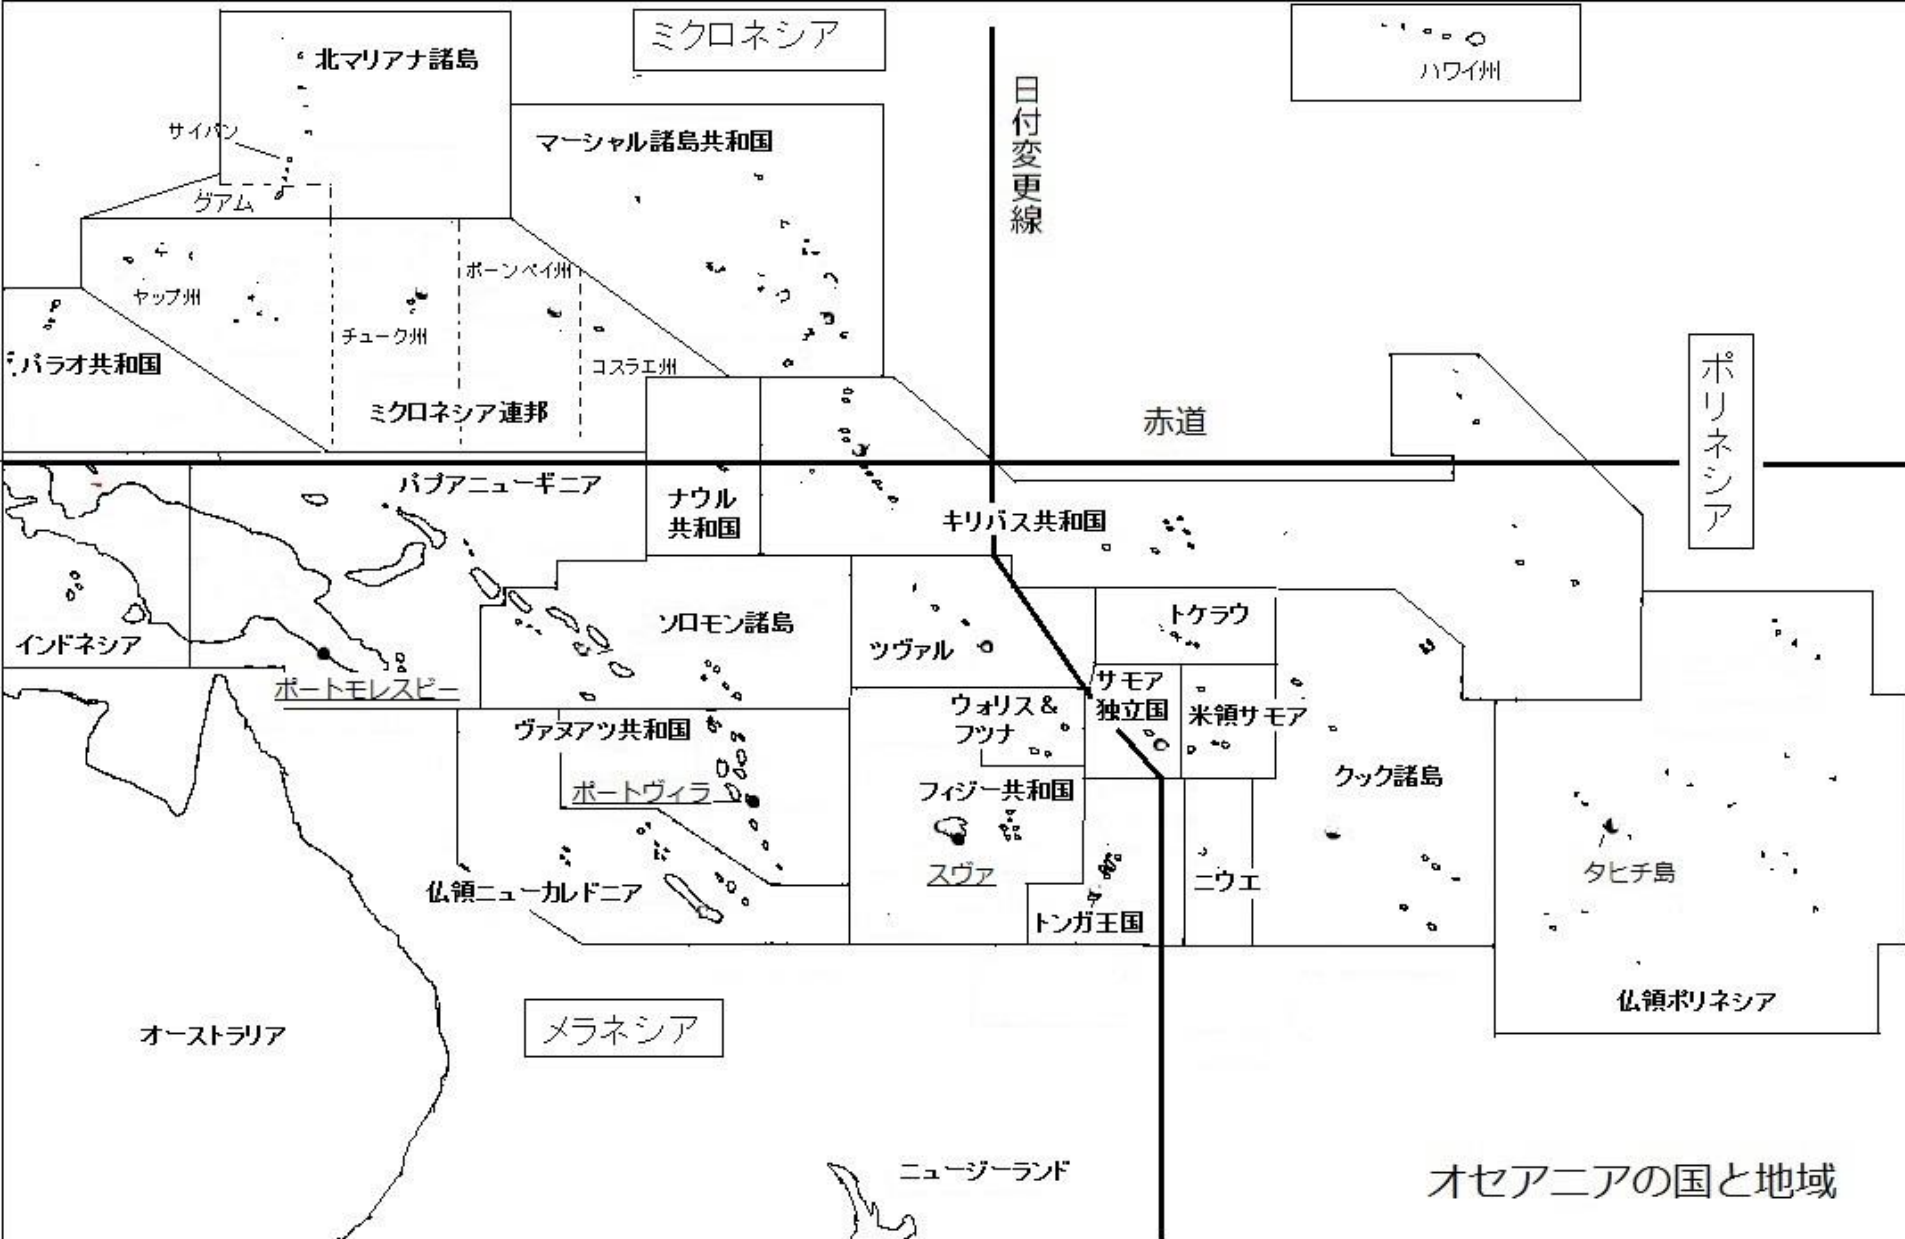 ミクロネシア
ハワイ州
北マリアナ諸島
日付変更線
サイパン
マーシャル諸島共和国
グアム
ポーンペイ州
ヤップ州
チューク州
コスラエ州
パラオ共和国
ミクロネシア連邦
赤道
ポリネシア
パプアニューギニア
ナウル
共和国
キリバス共和国
インドネシア
ソロモン諸島
ツヴァル
トケラウ
ポートモレスビー
サモア
独立国
米領サモア
ウォリス&
フツナ
ヴァヌアツ共和国
ポートヴィラ
フィジー共和国
クック諸島
スヴァ
タヒチ島
仏領ニューカレドニア
ニウエ
トンガ王国
仏領ポリネシア
オーストラリア
メラネシア
ニュージーランド
オセアニアの国と地域